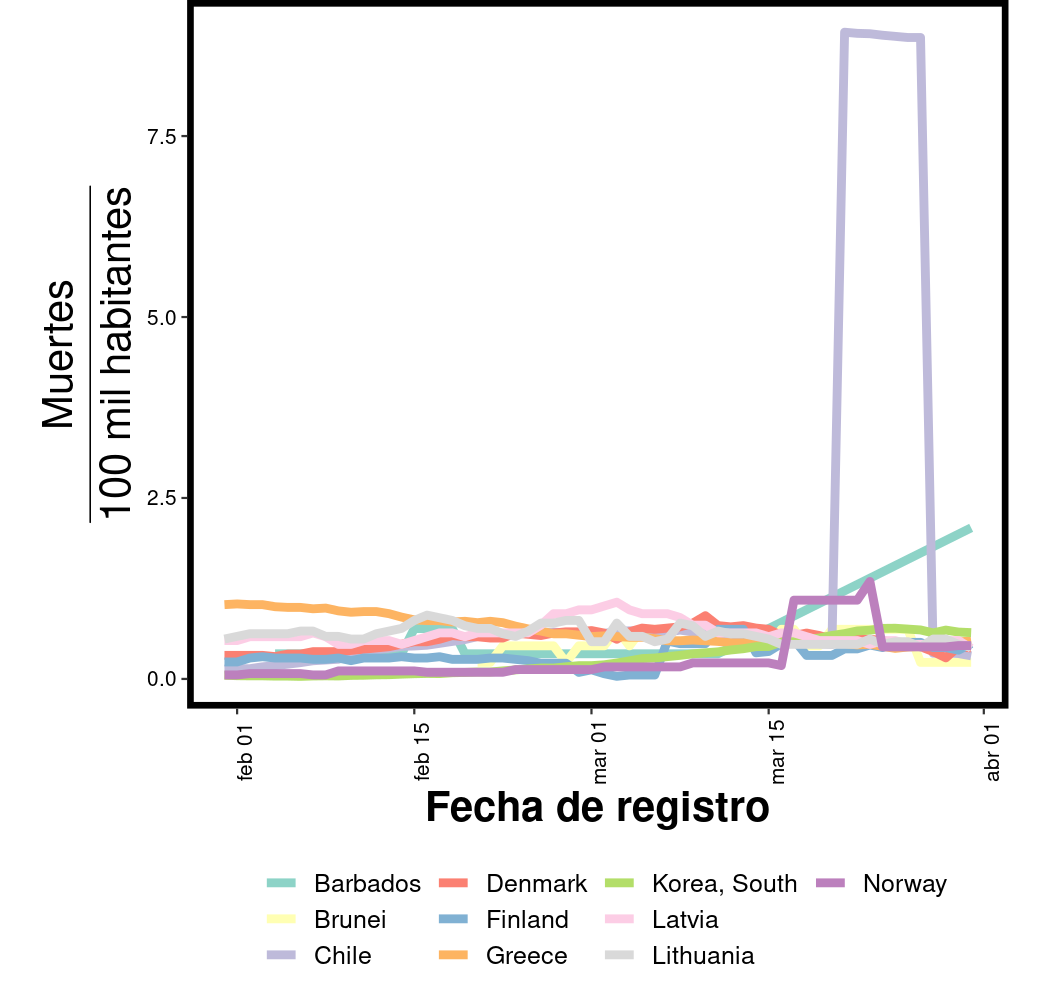 Muertes
100 mil habitantes
7.5
5.0
2.5
0.0
feb 01
feb 15
mar 01
mar 15
abr 01
Fecha de registro
Barbados
Denmark
Korea, South
Norway
Brunei
Finland
Latvia
Chile
Greece
Lithuania